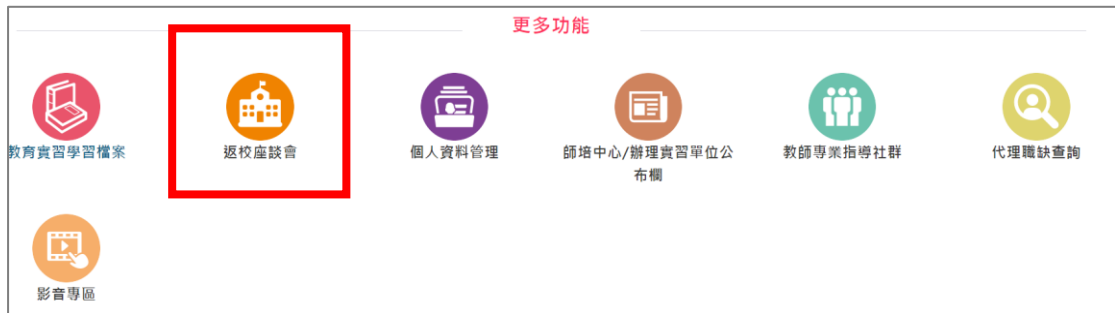 更多功能
教育實習學習檔案
返校座談會
個人資料管理
師培中心/辦理實習單位公
布欄
教師專業指導社群
代理職缺查詢
影音專區